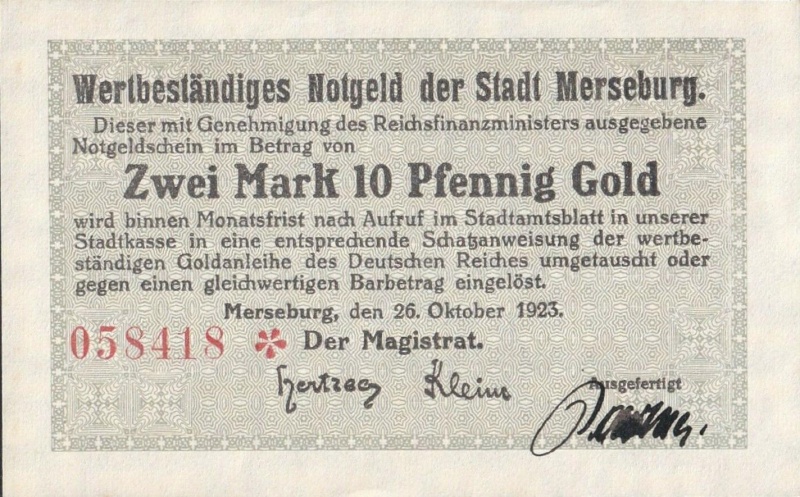 Wertbeständiges Notgeld der Stadt Merseburg.
Dieser mit Genehmigung des Reichsfinanzministers ausgegebene
Notgeldschein im Betrag von
Zwei Mark 10 Pfennig Gold
wird binnen Monatsfrist nach Aufruf im Stadtamtsblatt in unserer
Stadtkasse in eine entsprechende Schatzanweisung der wertbe-
ständigen Goldanleihe des Deutschen Reiches umgetauscht oder
gegen einen gleichwertigen Barbetrag eingelöst.
Merseburg, den 26. Oktober 1923.
058418 * Der Magistrat.
Hertzog Klein
Ausgefertigt